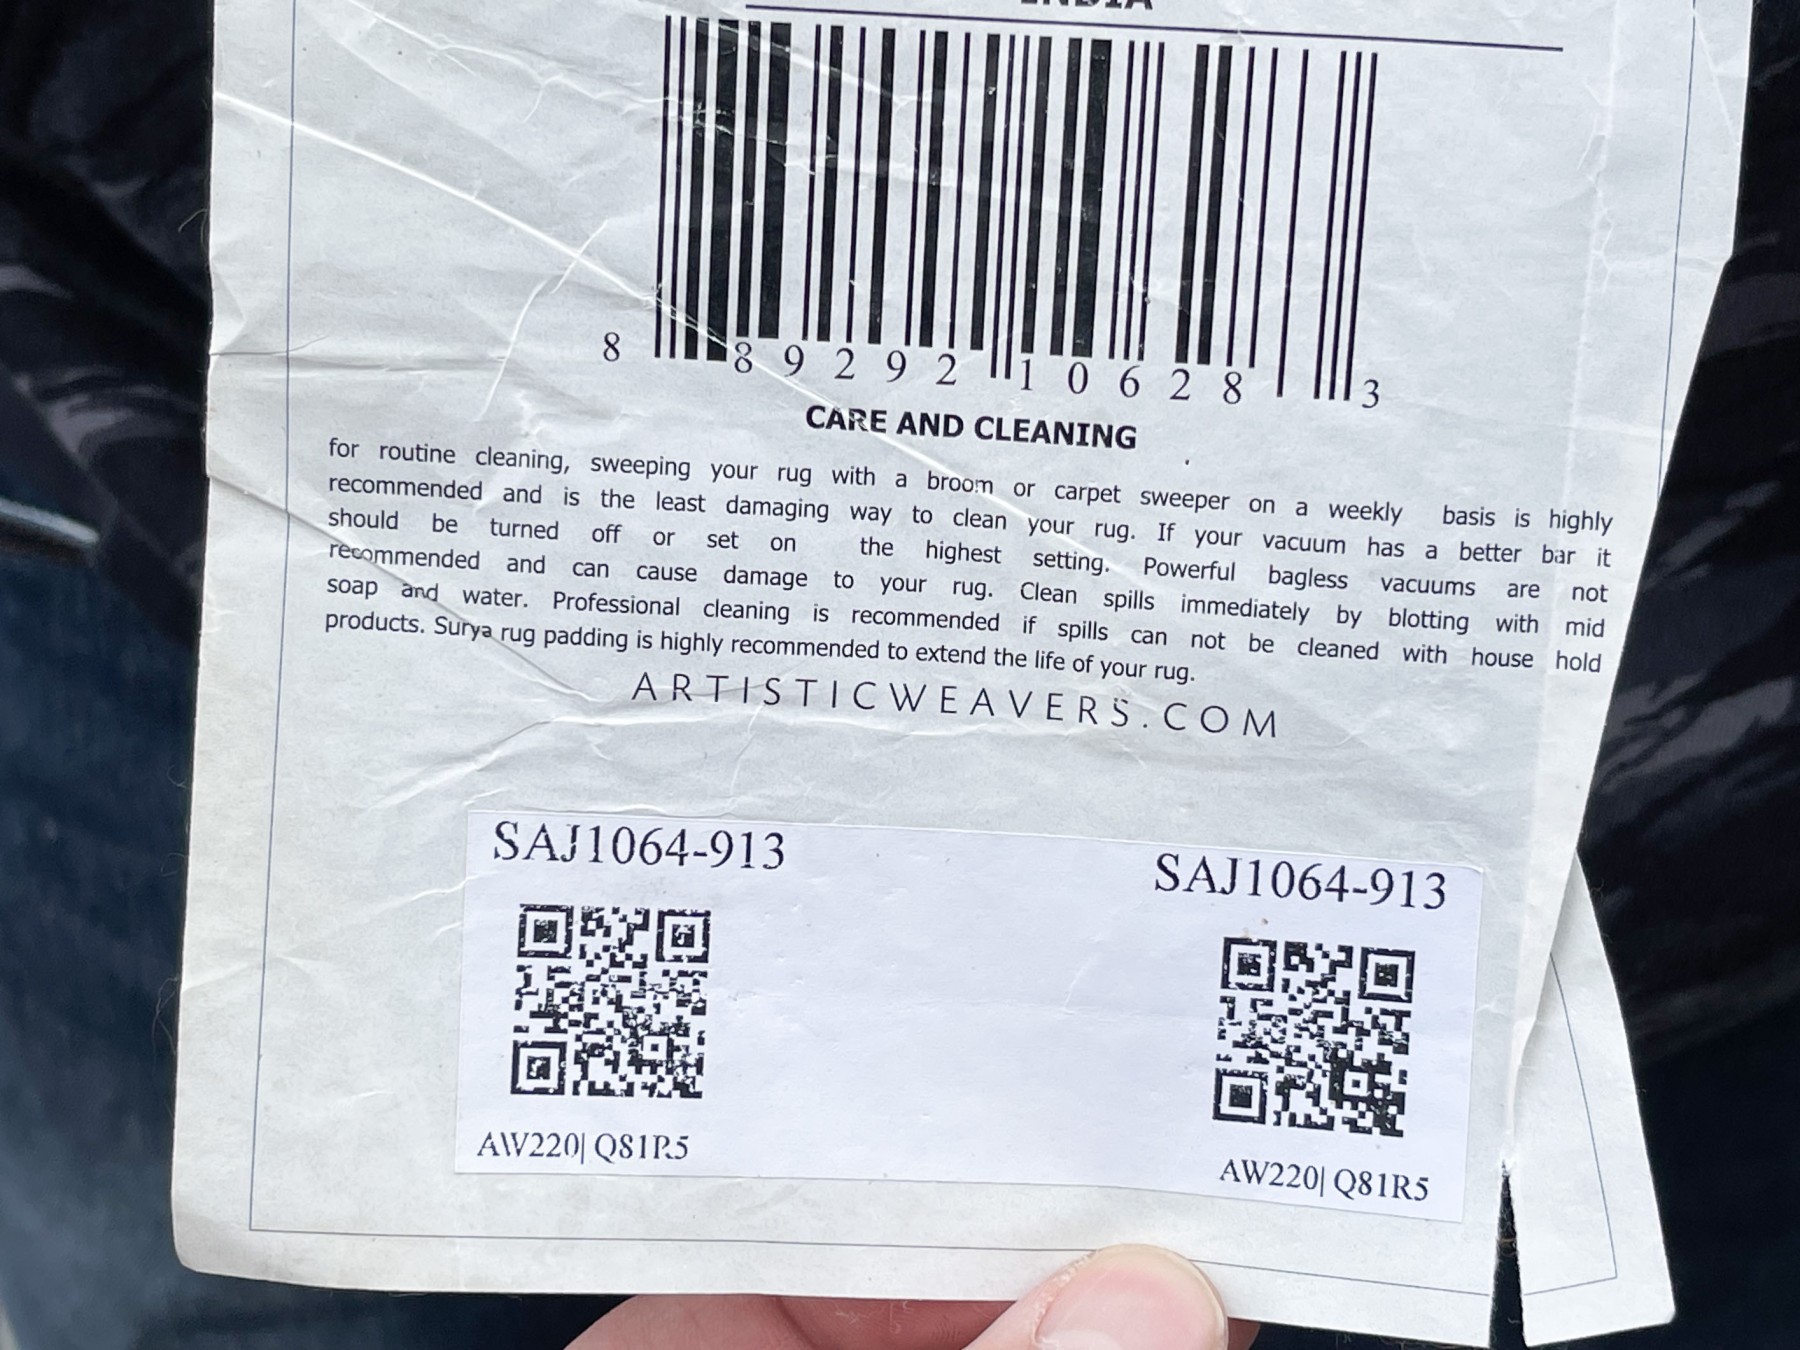 INDIA
8 89292 10628 3
CARE AND CLEANING
for routine cleaning, sweeping your rug with a broom or carpet sweeper on a weekly basis is highly
recommended and is the least damaging way to clean your rug. If your vacuum has a better bar it
should be turned off or set on the highest setting. Powerful bagless vacuums are not
recommended and can cause damage to your rug. Clean spills immediately by blotting with mid
soap and water. Professional cleaning is recommended if spills can not be cleaned with house hold
products. Surya rug padding is highly recommended to extend the life of your rug.
ARTISTICWEAVERS.COM
SAJ1064-913
SAJ1064-913
AW220| Q81R5
AW220| Q81R5